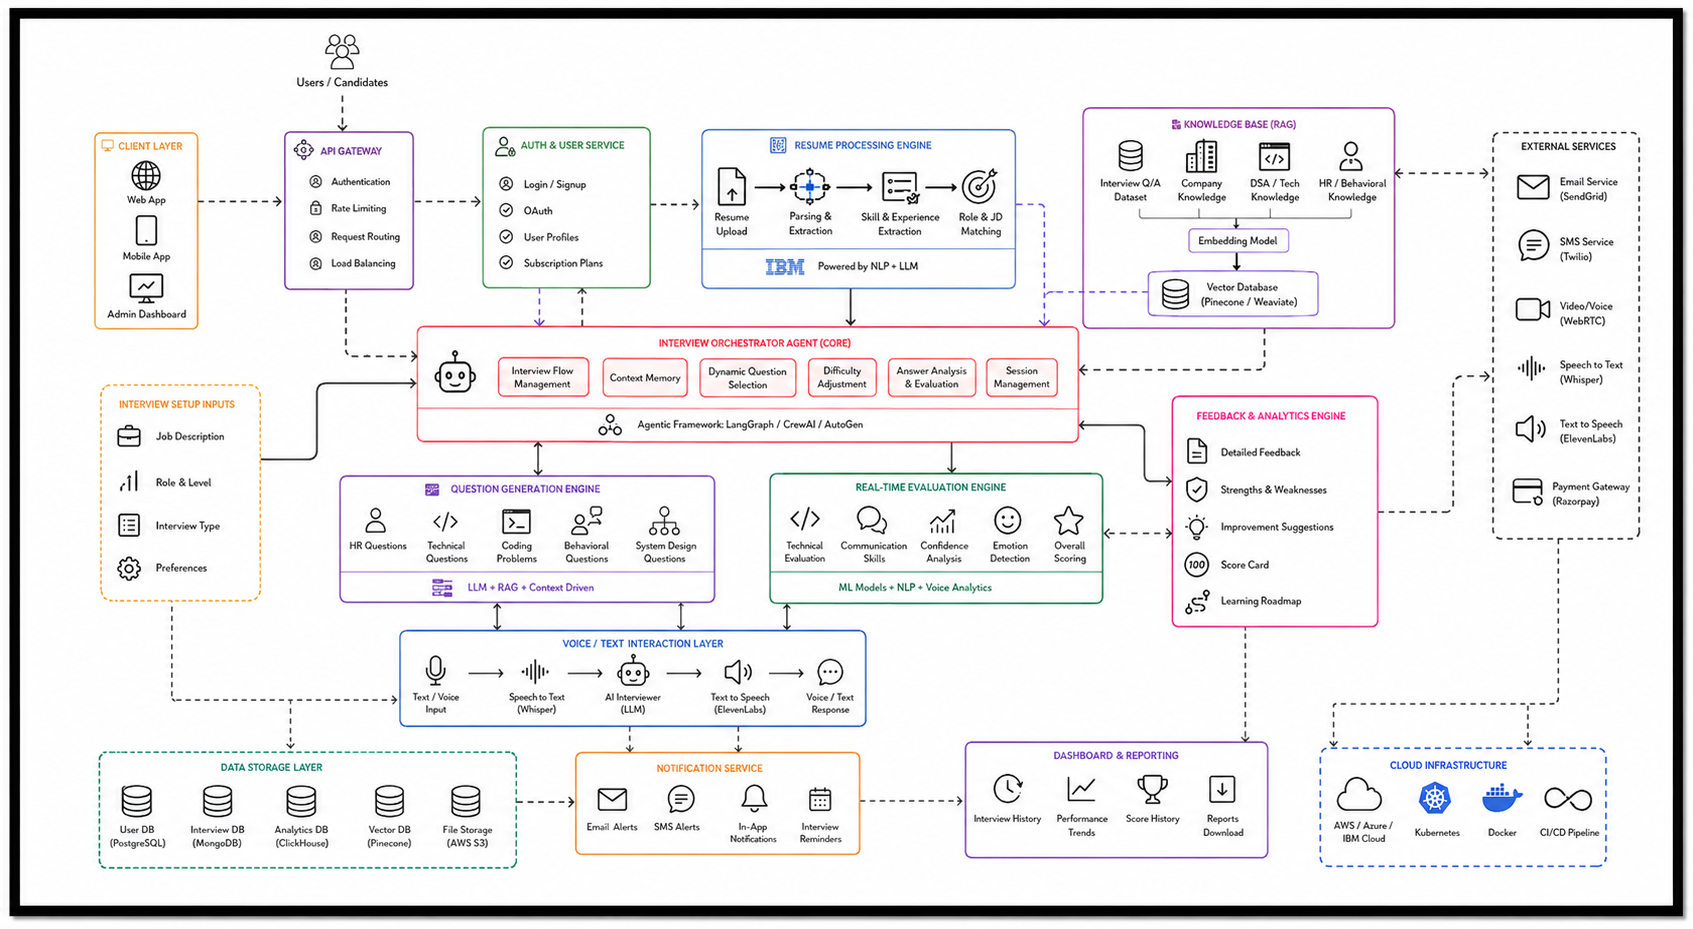 Users / Candidates
CLIENT LAYER
Web App
Mobile App
Admin Dashboard
API GATEWAY
Authentication
Rate Limiting
Request Routing
Load Balancing
AUTH & USER SERVICE
Login / Signup
OAuth
User Profiles
Subscription Plans
RESUME PROCESSING ENGINE
Resume
Upload
Parsing &
Extraction
Skill & Experience
Extraction
Role & JD
Matching
IBM
Powered by NLP + LLM
KNOWLEDGE BASE (RAG)
Interview Q/A
Dataset
Company
Knowledge
DSA / Tech
Knowledge
HR / Behavioral
Knowledge
Embedding Model
Vector Database
(Pinecone / Weaviate)
EXTERNAL SERVICES
Email Service
(SendGrid)
SMS Service
(Twilio)
Video/Voice
(WebRTC)
Speech to Text
(Whisper)
Text to Speech
(ElevenLabs)
Payment Gateway
(Razorpay)
INTERVIEW ORCHESTRATOR AGENT (CORE)
Interview Flow
Management
Context Memory
Dynamic Question
Selection
Difficulty
Adjustment
Answer Analysis
& Evaluation
Session
Management
Agentic Framework: LangGraph / CrewAI / AutoGen
INTERVIEW SETUP INPUTS
Job Description
Role & Level
Interview Type
Preferences
QUESTION GENERATION ENGINE
HR Questions
Technical
Questions
Coding
Problems
Behavioral
Questions
System Design
Questions
LLM + RAG + Context Driven
REAL-TIME EVALUATION ENGINE
Technical
Evaluation
Communication
Skills
Confidence
Analysis
Emotion
Detection
Overall
Scoring
ML Models + NLP + Voice Analytics
FEEDBACK & ANALYTICS ENGINE
Detailed Feedback
Strengths & Weaknesses
Improvement Suggestions
100
Score Card
Learning Roadmap
VOICE / TEXT INTERACTION LAYER
Text / Voice
Input
Speech to Text
(Whisper)
AI Interviewer
(LLM)
Text to Speech
(ElevenLabs)
Voice / Text
Response
DATA STORAGE LAYER
User DB
(PostgreSQL)
Interview DB
(MongoDB)
Analytics DB
(ClickHouse)
Vector DB
(Pinecone)
File Storage
(AWS S3)
NOTIFICATION SERVICE
Email Alerts
SMS Alerts
In-App
Notifications
Interview
Reminders
DASHBOARD & REPORTING
Interview History
Performance
Trends
Score History
Reports
Download
CLOUD INFRASTRUCTURE
AWS / Azure /
IBM Cloud
Kubernetes
Docker
CI/CD Pipeline